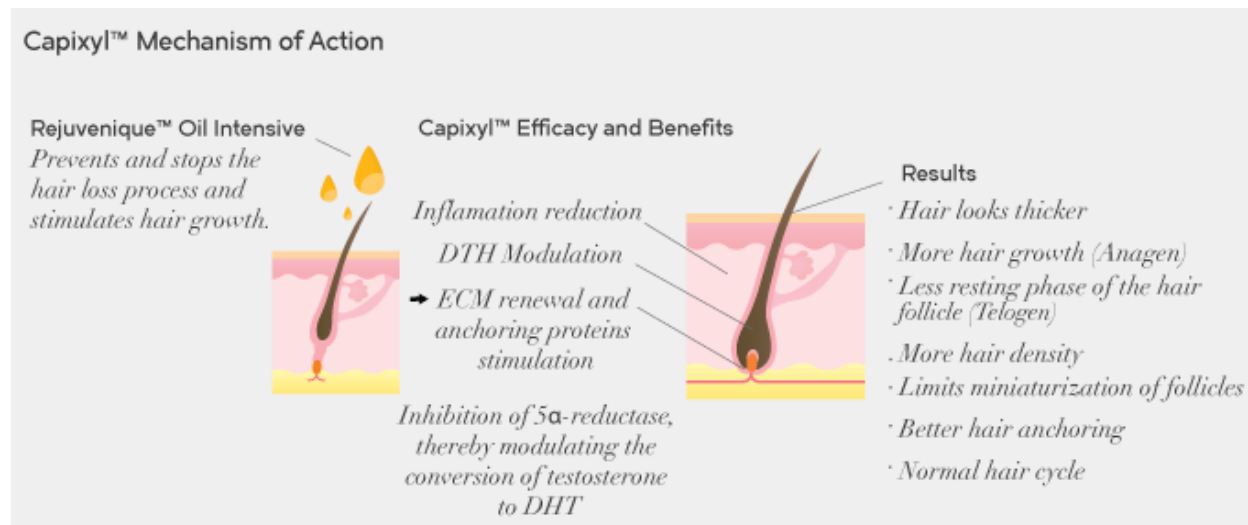 Capixyl™ Mechanism of Action
Rejuvenique™ Oil Intensive
Prevents and stops the
hair loss process and
stimulates hair growth.
Capixyl™ Efficacy and Benefits
Inflamation reduction
DTH Modulation
➡ ECM renewal and
anchoring proteins
stimulation
Inhibition of 5α-reductase,
thereby modulating the
conversion of testosterone
to DHT
Results
· Hair looks thicker
· More hair growth (Anagen)
· Less resting phase of the hair
follicle (Telogen)
. More hair density
· Limits miniaturization of follicles
· Better hair anchoring
· Normal hair cycle